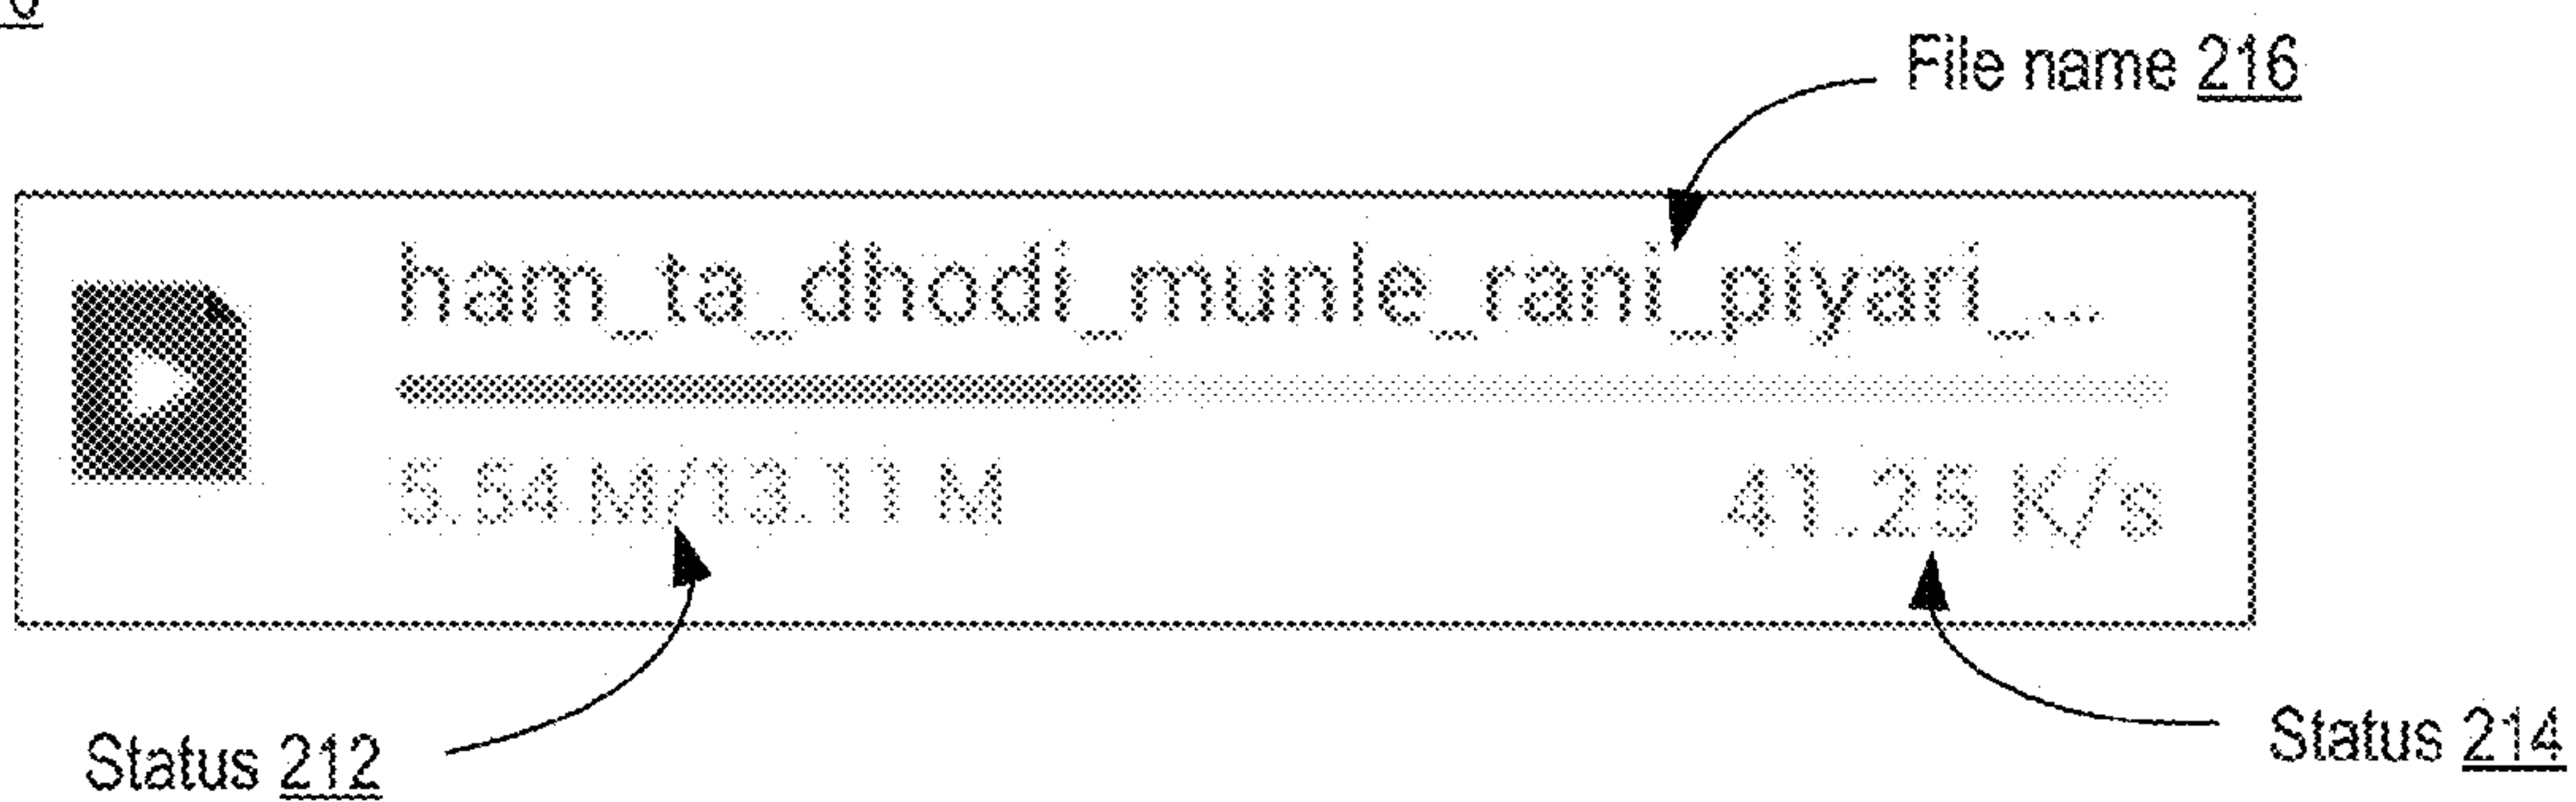 File name 216
ham_ta_dhodi_munle_rani_piyari_...
5.54 M/13.11 M
41.25 K/s
Status 212
Status 214